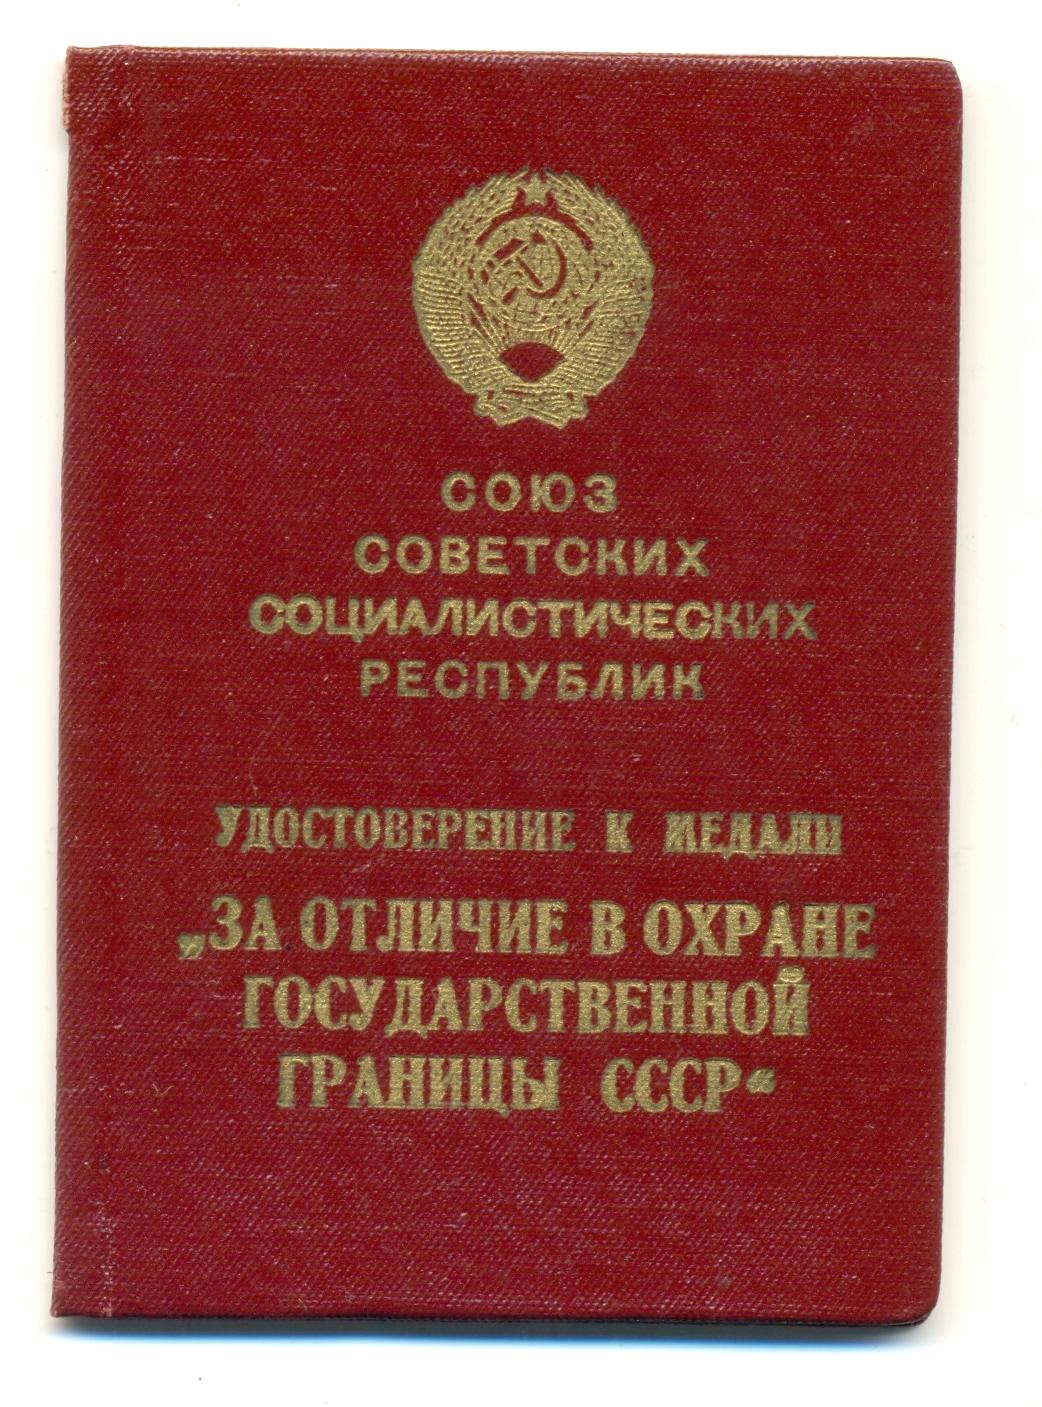 СОЮЗ
СОВЕТСКИХ
СОЦИАЛИСТИЧЕСКИХ
РЕСПУБЛИК
УДОСТОВЕРЕНИЕ К МЕДАЛИ
„ЗА ОТЛИЧИЕ В ОХРАНЕ
ГОСУДАРСТВЕННОЙ
ГРАНИЦЫ СССР“